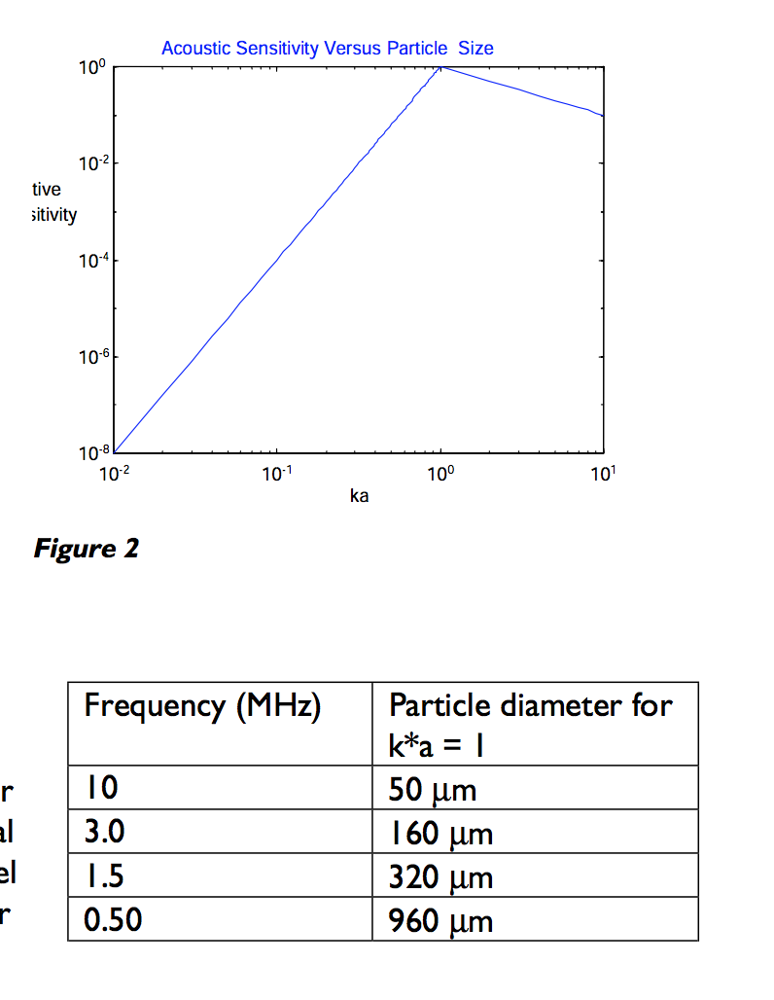 Acoustic Sensitivity Versus Particle Size
10⁰
10⁻²
tive
sitivity
10⁻⁴
10⁻⁶
10⁻⁸
10⁻² 10⁻¹ 10⁰ 10¹
ka
Figure 2
Frequency (MHz) Particle diameter for
k*a = 1
r 10 50 μm
al 3.0 160 μm
el 1.5 320 μm
r 0.50 960 μm